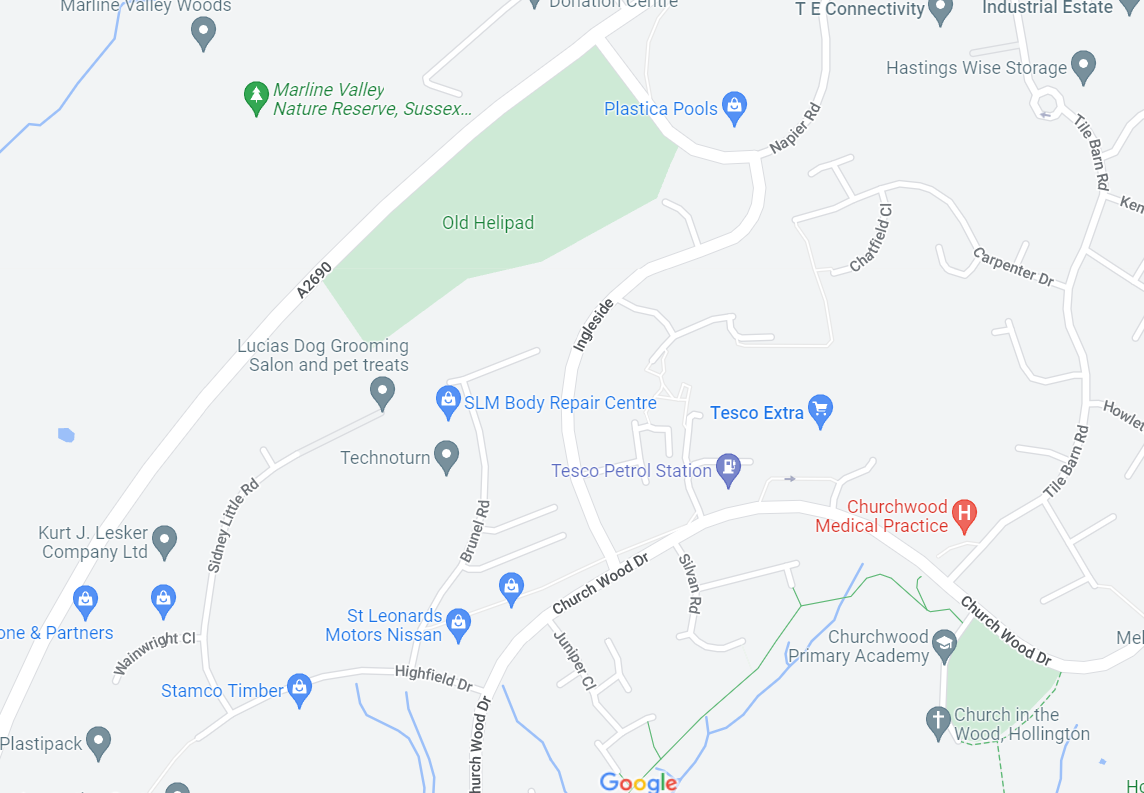 Marline Valley Woods
Donation Centre
T E Connectivity
Industrial Estate
Hastings Wise Storage
Marline Valley
Nature Reserve, Sussex...
Plastica Pools
Napier Rd
Tile Barn Rd
Old Helipad
Chatfield Cl
Carpenter Dr
A2690
Ingleside
Lucias Dog Grooming
Salon and pet treats
SLM Body Repair Centre
Tesco Extra
Technoturn
Tesco Petrol Station
Tile Barn Rd
Sidney Little Rd
Brunel Rd
Churchwood
Medical Practice
Kurt J. Lesker
Company Ltd
Church Wood Dr
Silvan Rd
Church Wood Dr
St Leonards
Motors Nissan
one & Partners
Wainwright Cl
Juniper Cl
Churchwood
Primary Academy
Highfield Dr
Stamco Timber
hurch Wood Dr
Church in the
Wood, Hollington
Plastipack
Google